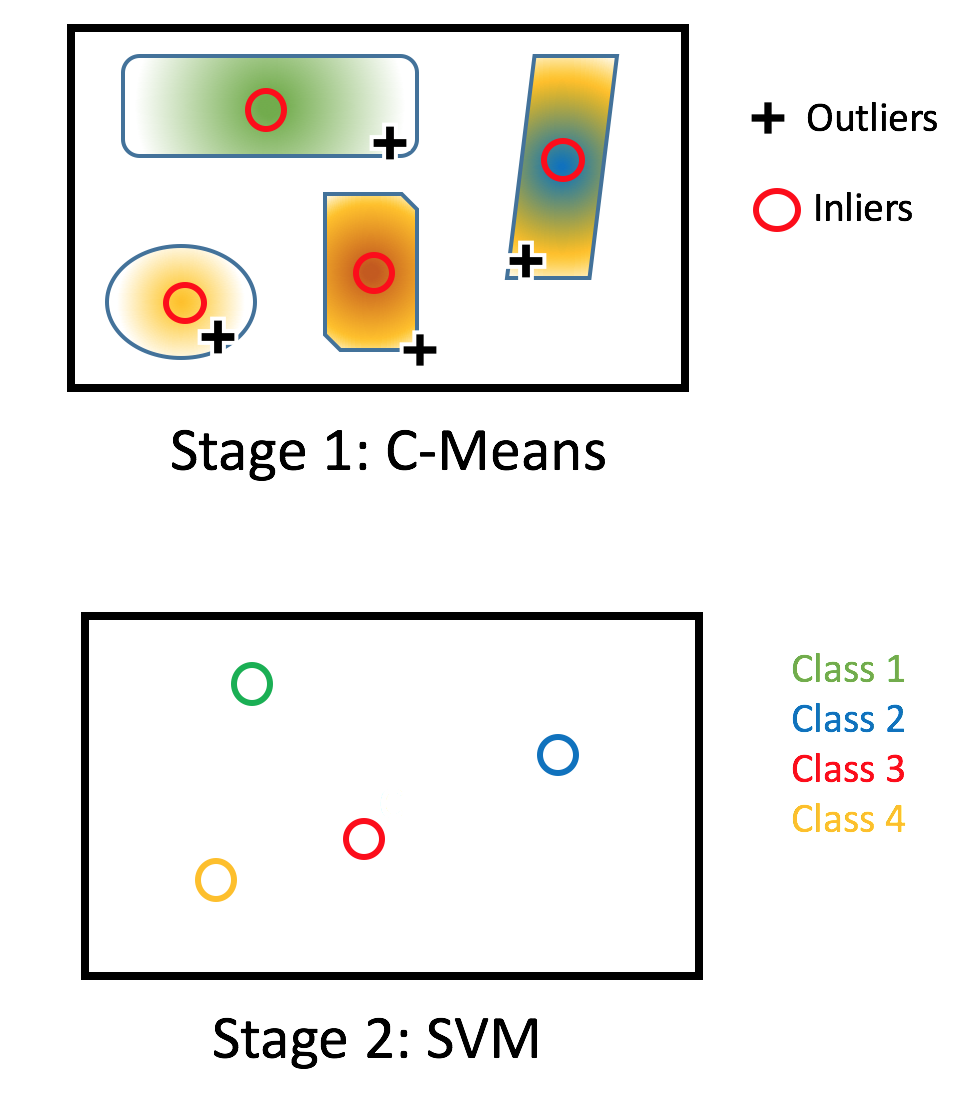 Outliers
Inliers
Stage 1: C-Means
Class 1
Class 2
Class 3
Class 4
Stage 2: SVM